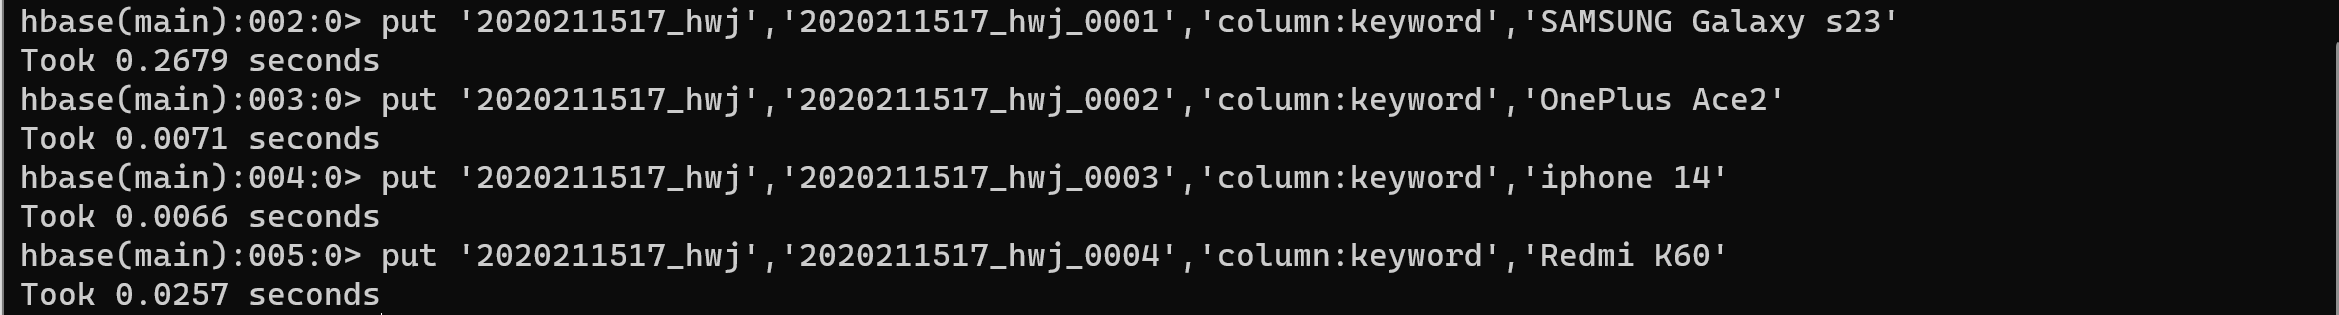 hbase(main):002:0> put '2020211517_hwj','2020211517_hwj_0001','column:keyword','SAMSUNG Galaxy s23'
Took 0.2679 seconds
hbase(main):003:0> put '2020211517_hwj','2020211517_hwj_0002','column:keyword','OnePlus Ace2'
Took 0.0071 seconds
hbase(main):004:0> put '2020211517_hwj','2020211517_hwj_0003','column:keyword','iphone 14'
Took 0.0066 seconds
hbase(main):005:0> put '2020211517_hwj','2020211517_hwj_0004','column:keyword','Redmi K60'
Took 0.0257 seconds